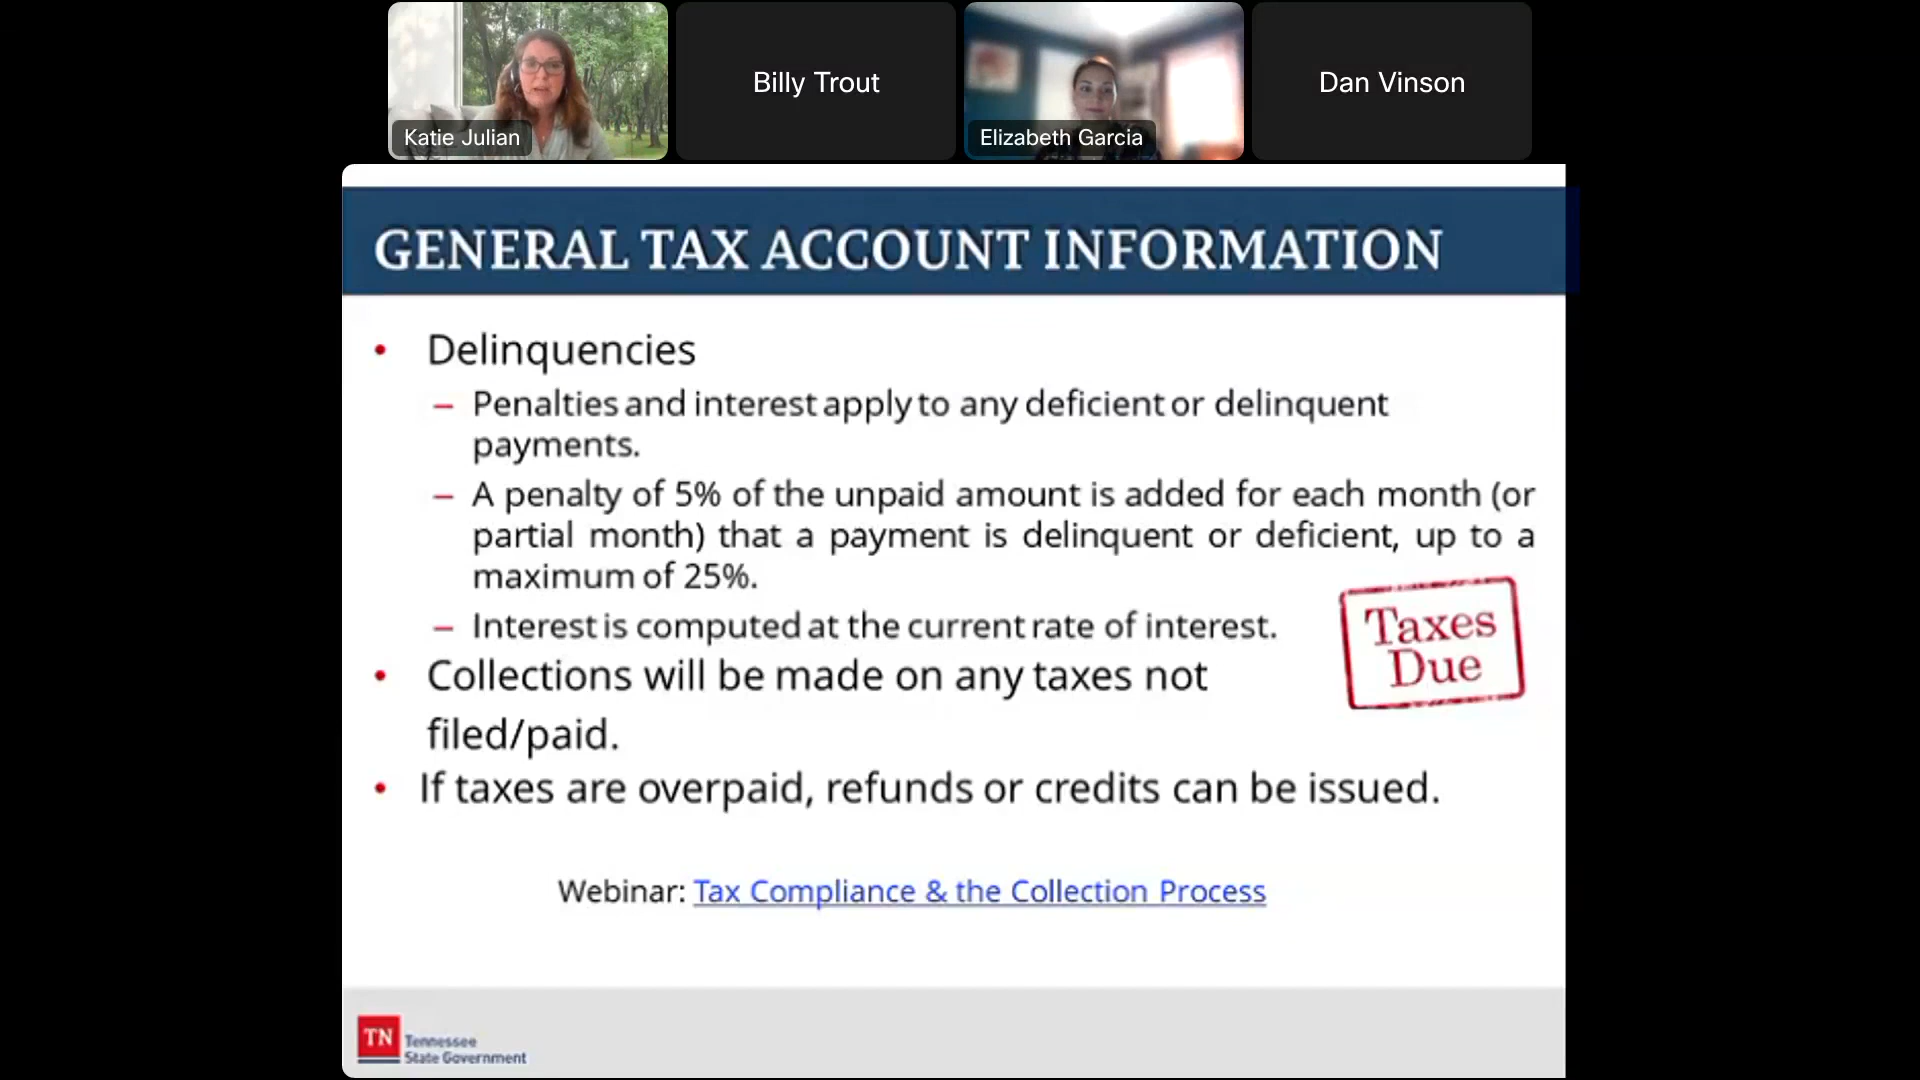 Katie Julian
Billy Trout
Elizabeth Garcia
Dan Vinson
GENERAL TAX ACCOUNT INFORMATION
• Delinquencies
– Penalties and interest apply to any deficient or delinquent
payments.
– A penalty of 5% of the unpaid amount is added for each month (or
partial month) that a payment is delinquent or deficient, up to a
maximum of 25%.
– Interest is computed at the current rate of interest.
• Collections will be made on any taxes not
filed/paid.
Taxes
Due
• If taxes are overpaid, refunds or credits can be issued.
Webinar: Tax Compliance & the Collection Process
TN
Tennessee
State Government